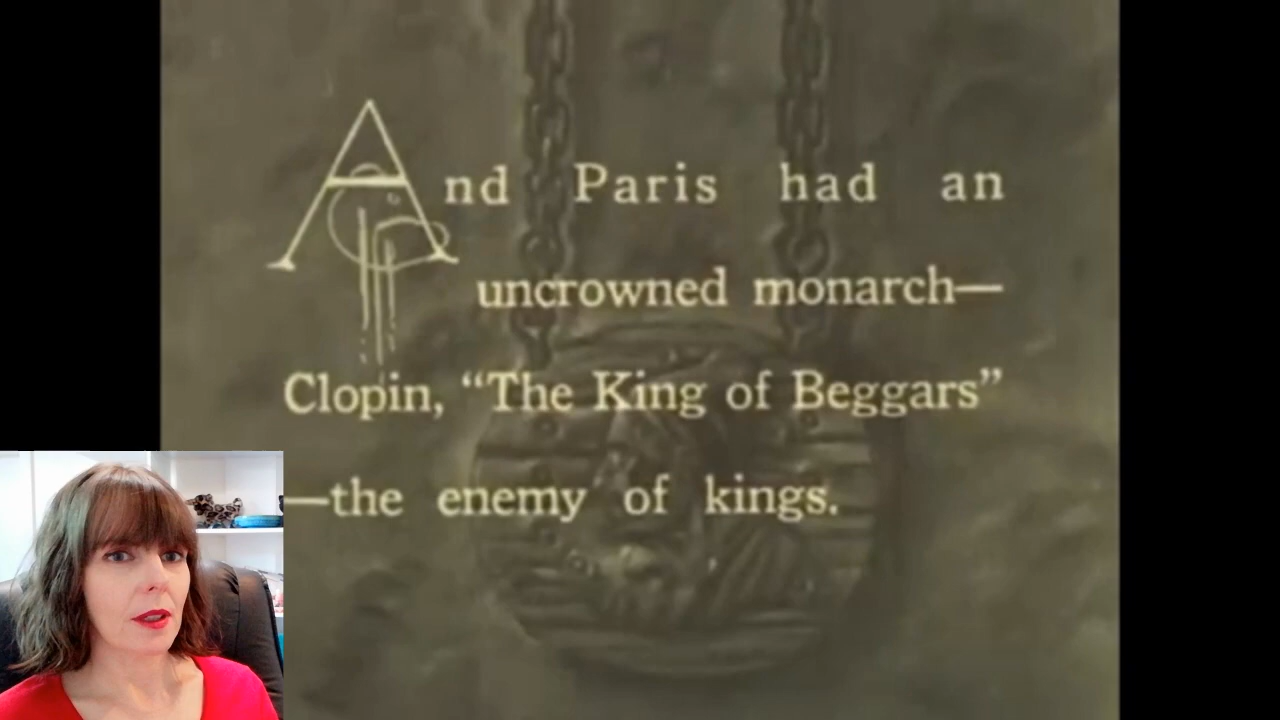 And Paris had an
uncrowned monarch—
Clopin, “The King of Beggars”
—the enemy of kings.